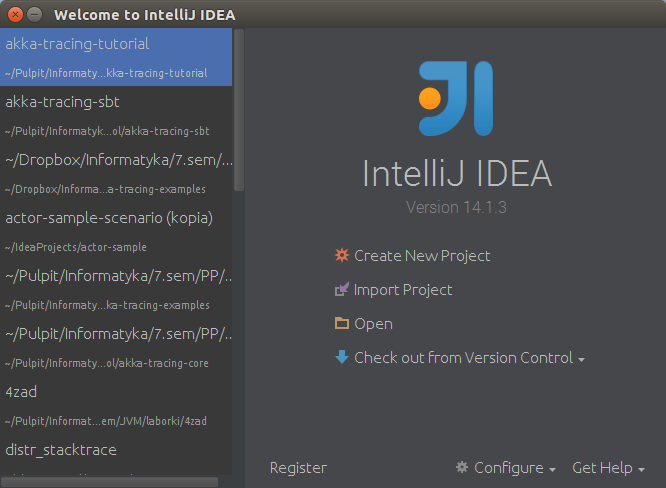 Welcome to IntelliJ IDEA
akka-tracing-tutorial
~/Pulpit/Informaty...kka-tracing-tutorial
akka-tracing-sbt
~/Pulpit/Informatyk...ol/akka-tracing-sbt
~/Dropbox/Informatyka/7.sem/...
~/Dropbox/Informa...a-tracing-examples
actor-sample-scenario (kopia)
~/IdeaProjects/actor-sample
~/Pulpit/Informatyka/7.sem/PP/...
~/Pulpit/Informaty...ka-tracing-examples
~/Pulpit/Informatyka/7.sem/PP/...
~/Pulpit/Informaty...ol/akka-tracing-core
4zad
~/Pulpit/Informat...em/JVM/laborki/4zad
distr_stacktrace
IntelliJ IDEA
Version 14.1.3
Create New Project
Import Project
Open
Check out from Version Control
Register
Configure
Get Help